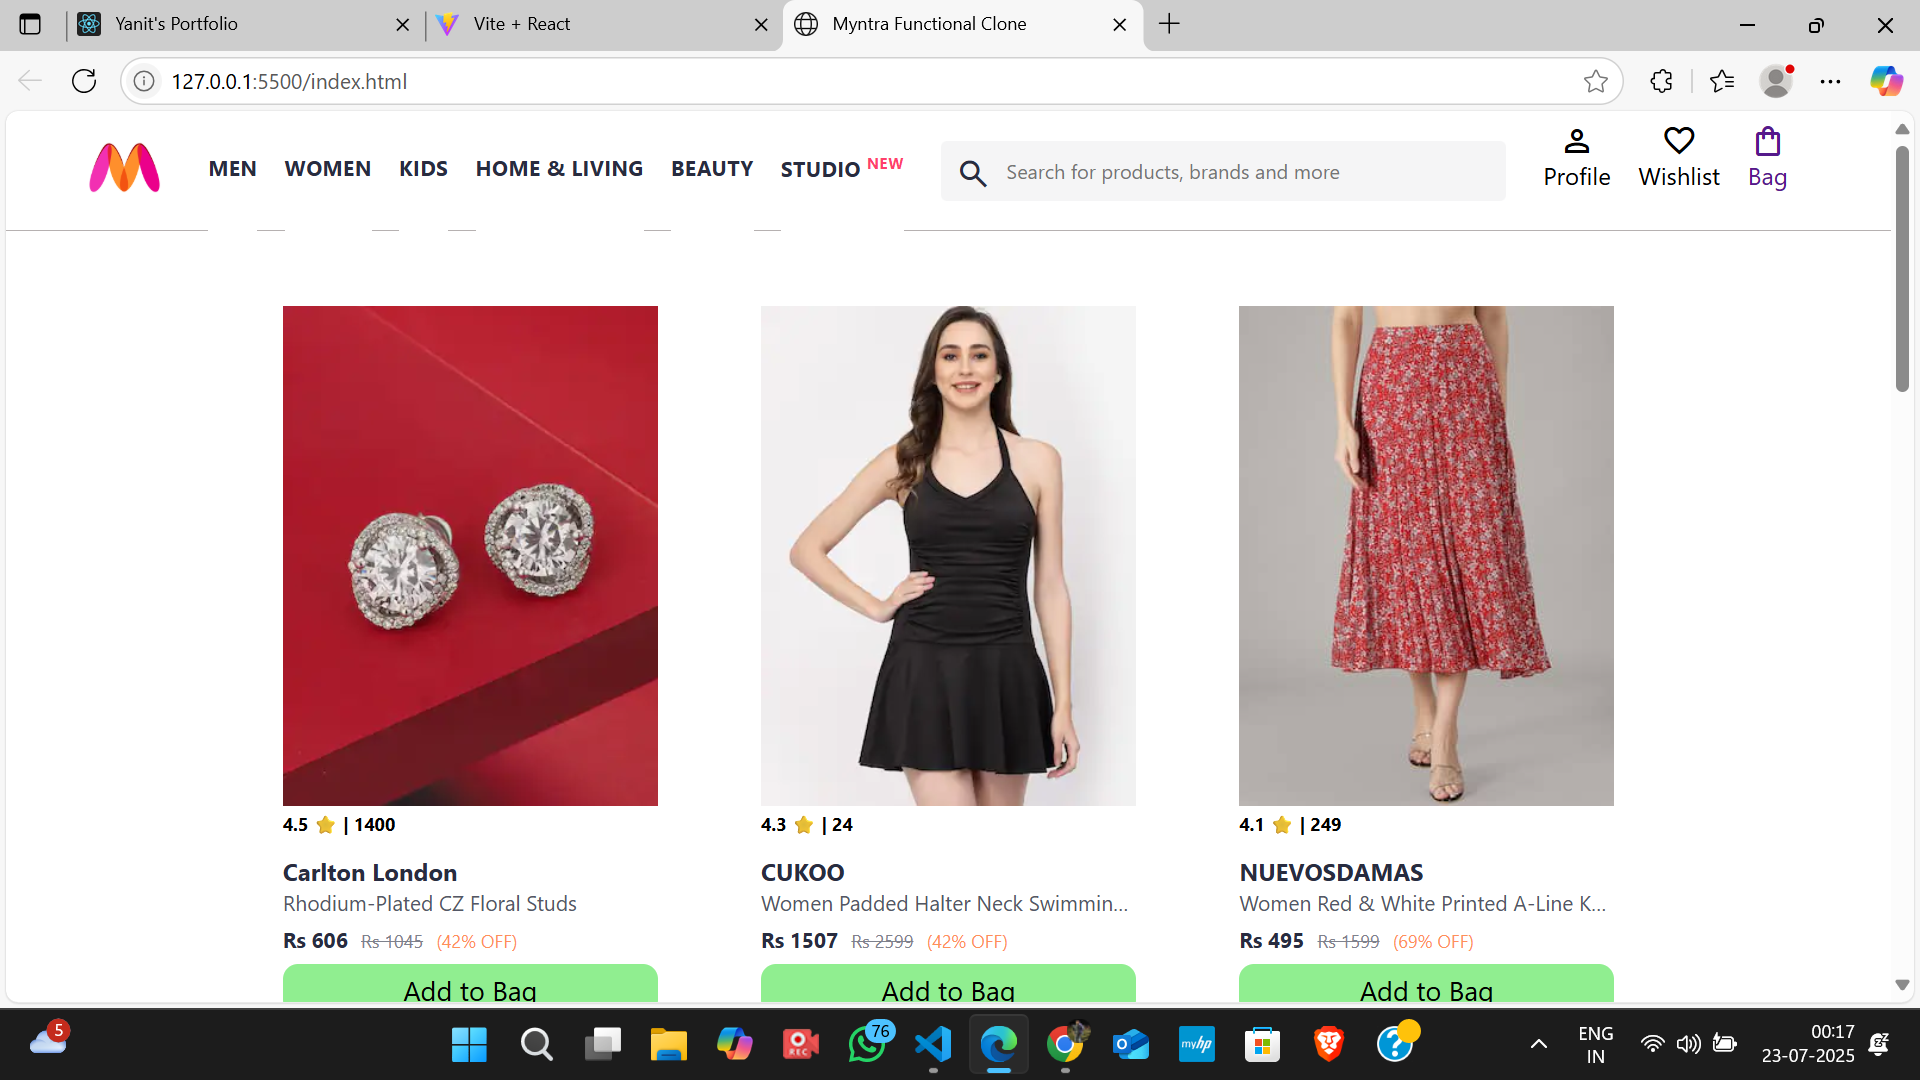 Yanit's Portfolio
Vite + React
Myntra Functional Clone
127.0.0.1:5500/index.html
MEN WOMEN KIDS HOME & LIVING BEAUTY STUDIO NEW
Search for products, brands and more
Profile Wishlist Bag
4.5 ⭐ | 1400
Carlton London
Rhodium-Plated CZ Floral Studs
Rs 606 Rs 1045 (42% OFF)
Add to Bag
4.3 ⭐ | 24
CUKOO
Women Padded Halter Neck Swimmin...
Rs 1507 Rs 2599 (42% OFF)
Add to Bag
4.1 ⭐ | 249
NUEVOSDAMAS
Women Red & White Printed A-Line K...
Rs 495 Rs 1599 (69% OFF)
Add to Bag
5
REC
76
myhp
ENG
IN
00:17
23-07-2025